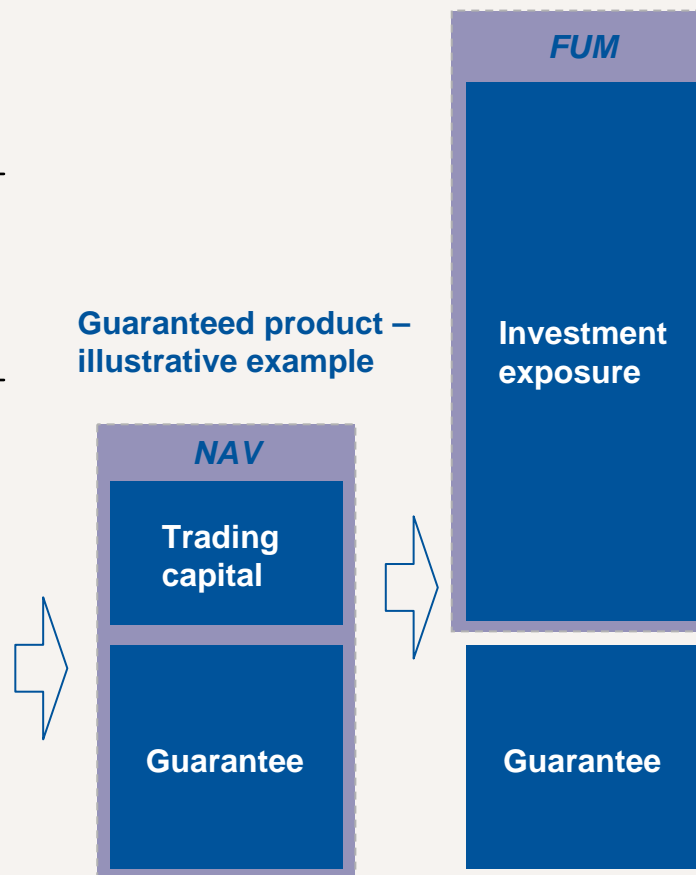 FUM
Investment
exposure
Guaranteed product –
illustrative example
NAV
Trading
capital
Guarantee
Guarantee